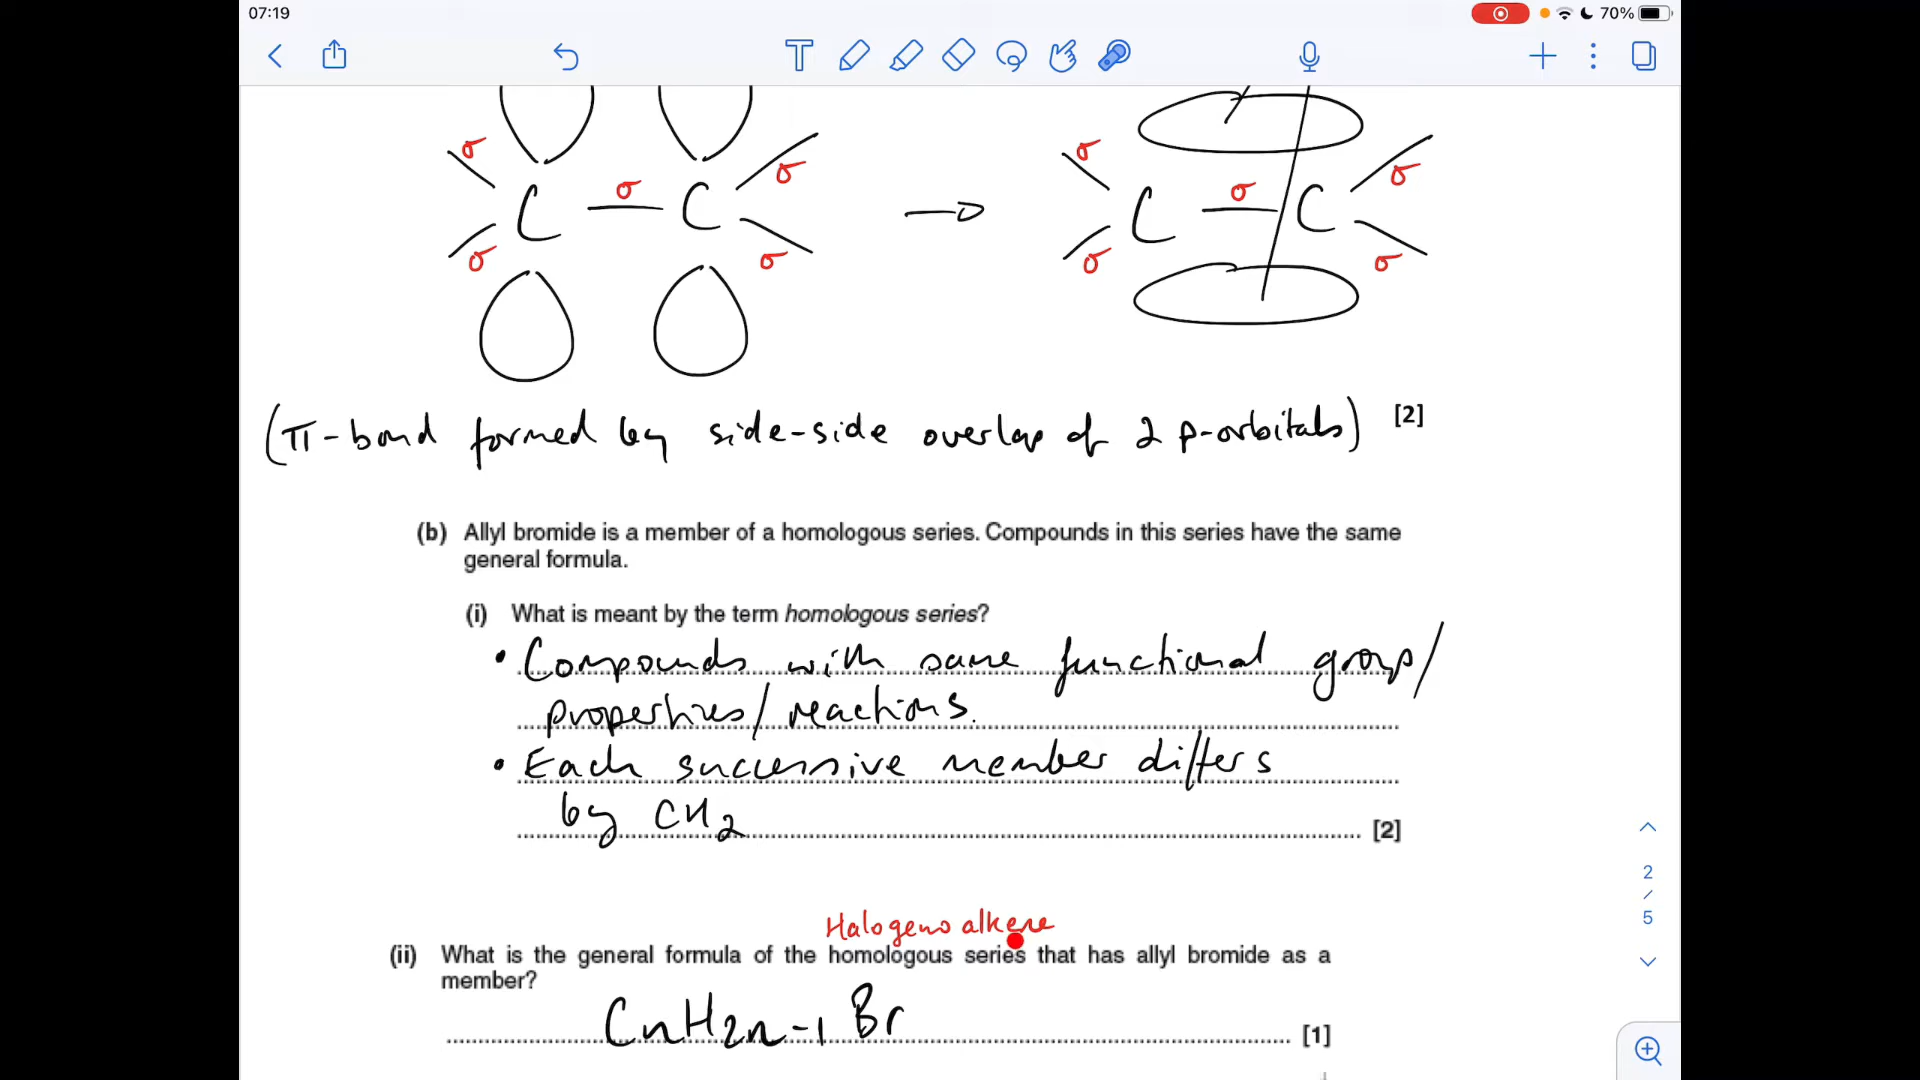 07:19
70%
T
σ σ σ σ
C σ C → C σ C
σ σ σ σ
(π-bond formed by side-side overlap of 2 p-orbitals) [2]
(b) Allyl bromide is a member of a homologous series. Compounds in this series have the same
general formula.
(i) What is meant by the term homologous series?
• Compounds with same functional group/
properties/reactions.
• Each successive member differs
by CH2
[2]
2
/
5
Halogeno alkene
(ii) What is the general formula of the homologous series that has allyl bromide as a
member?
CnH2n-1 Br
[1]